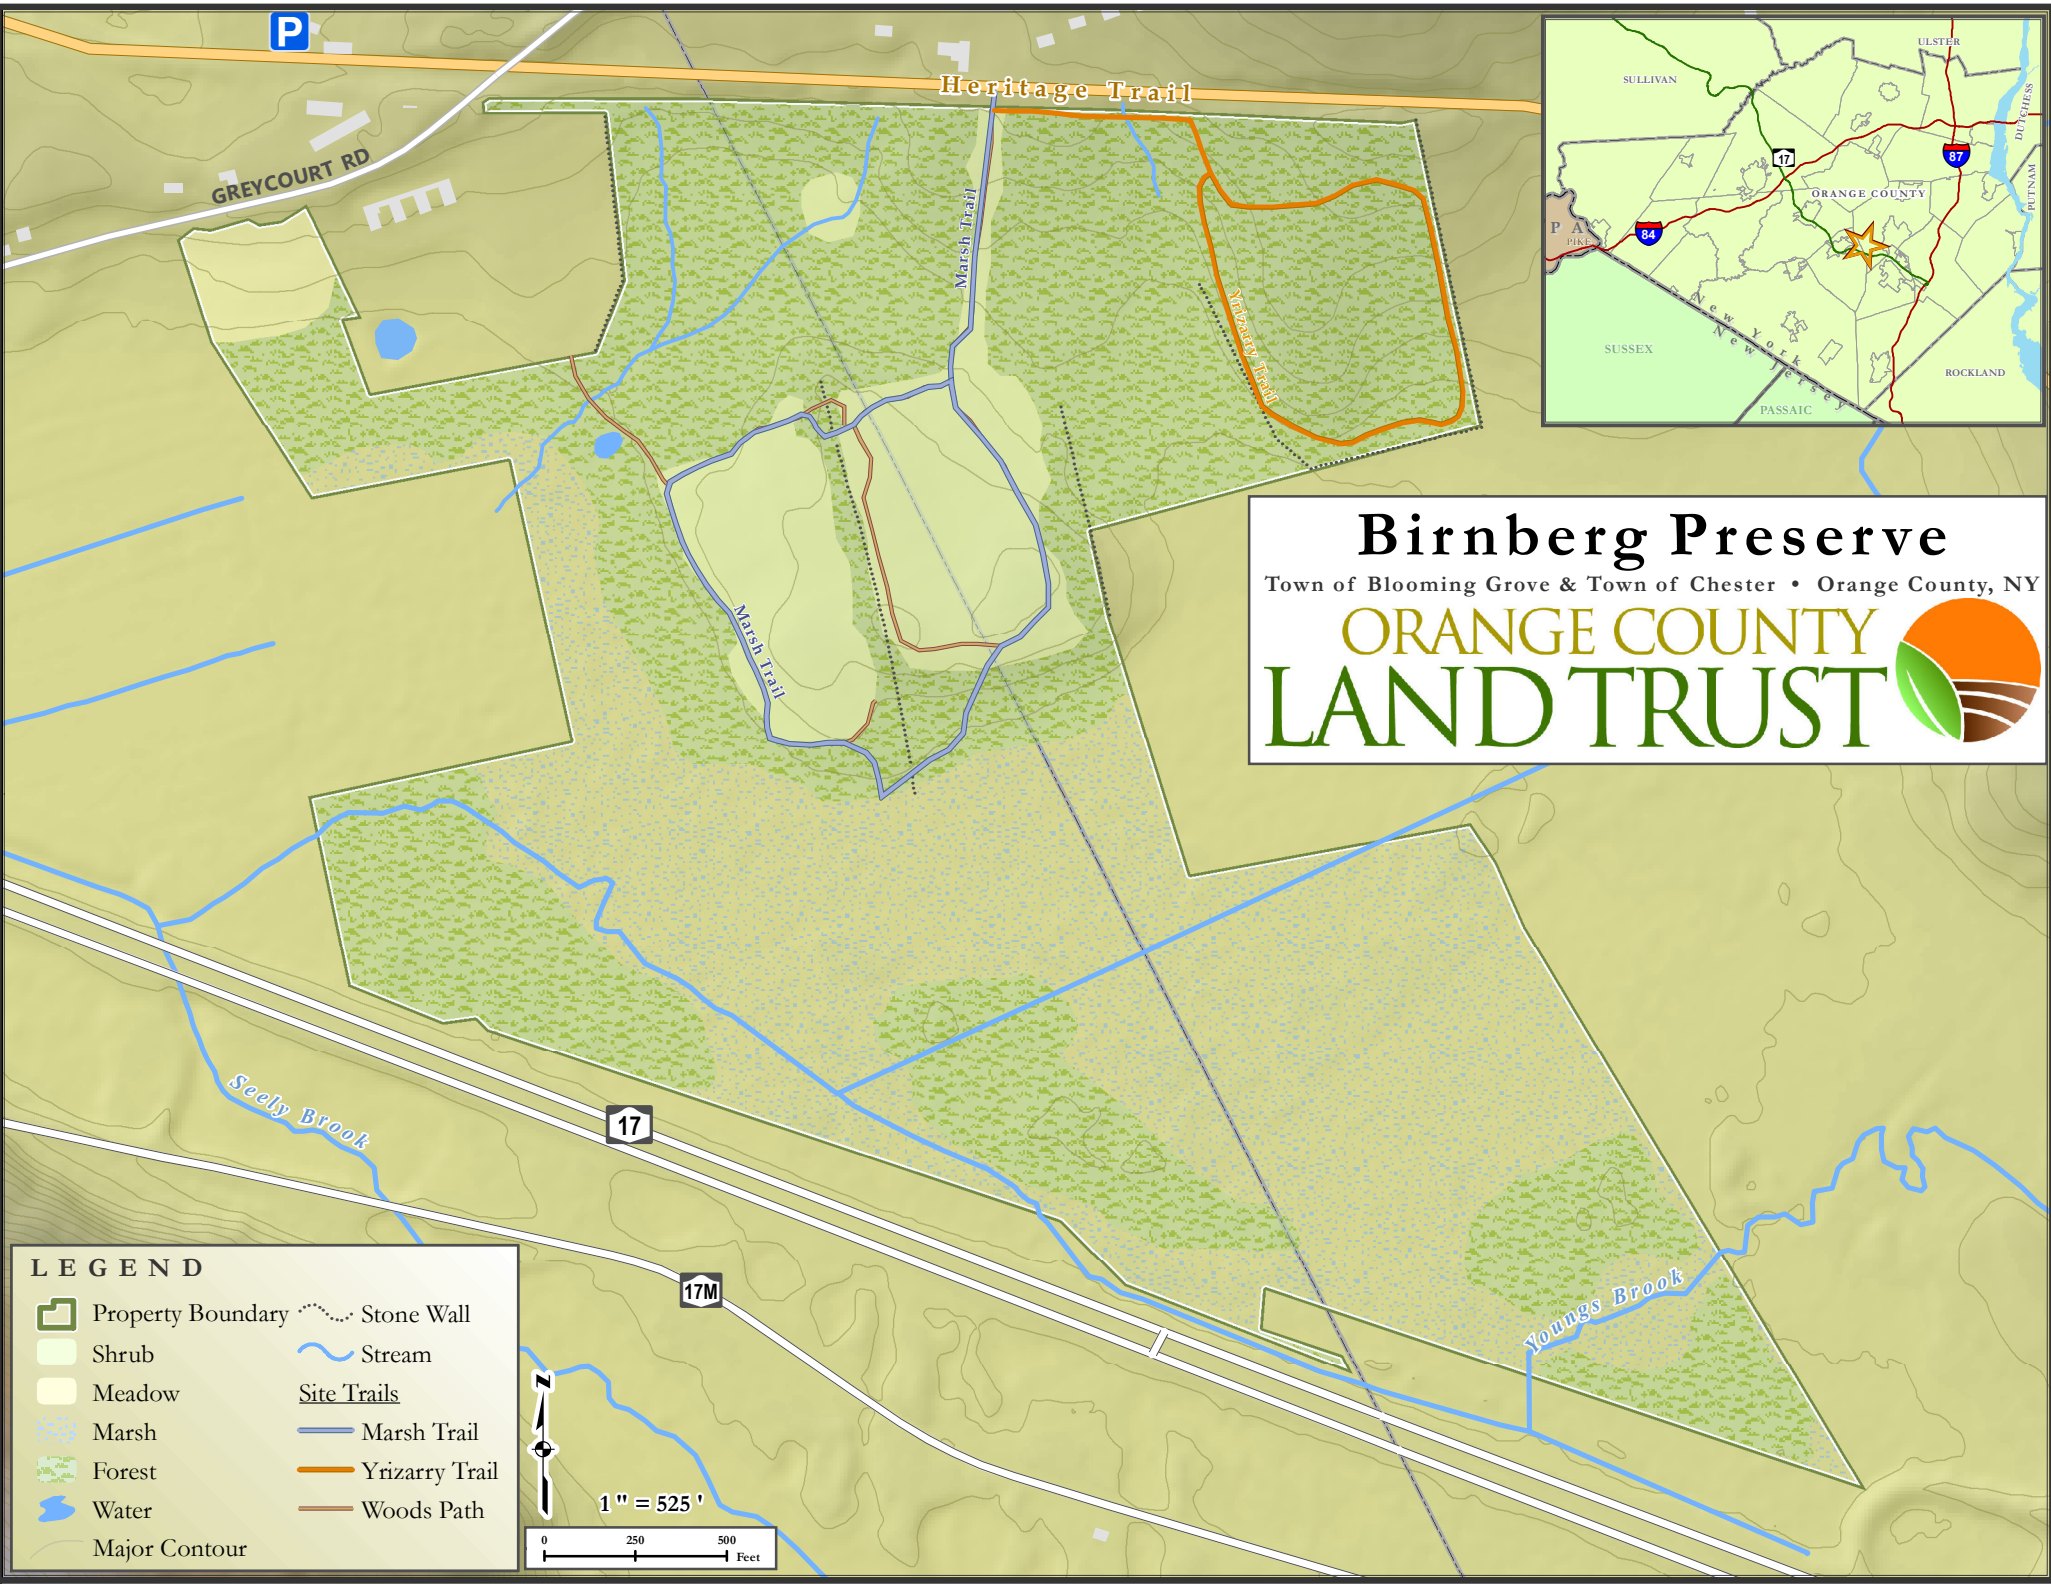 P
Heritage Trail
GREYCOURT RD
Marsh Trail
Yrizarry Trail
Marsh Trail
ULSTER
SULLIVAN
DUTCHESS
17
87
PUTNAM
ORANGE COUNTY
PA
PIKE
84
New York
New Jersey
SUSSEX
ROCKLAND
PASSAIC
Birnberg Preserve
Town of Blooming Grove & Town of Chester • Orange County, NY
ORANGE COUNTY
LAND TRUST
Seely Brook
17
17M
Youngs Brook
LEGEND
Property Boundary
Shrub
Meadow
Marsh
Forest
Water
Major Contour
Stone Wall
Stream
Site Trails
Marsh Trail
Yrizarry Trail
Woods Path
N
1 " = 525 '
0 250 500
Feet